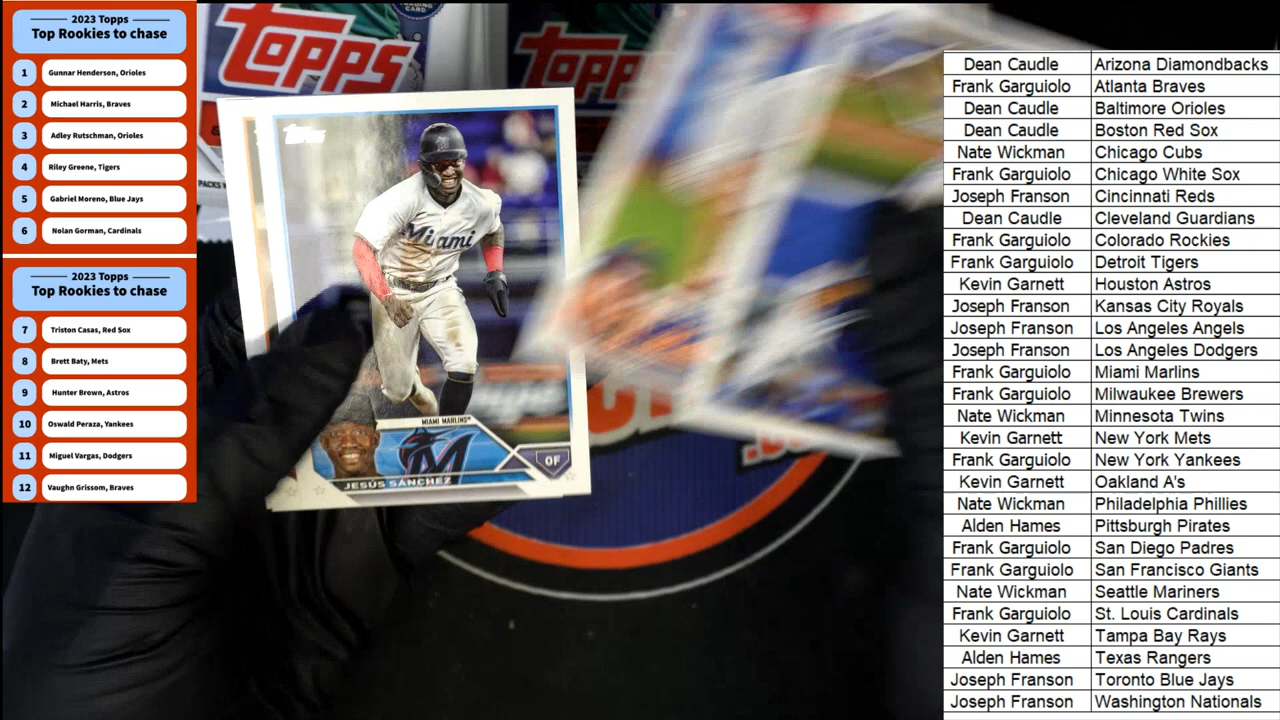 2023 Topps
Top Rookies to chase
1 Gunnar Henderson, Orioles
2 Michael Harris, Braves
3 Adley Rutschman, Orioles
4 Riley Greene, Tigers
5 Gabriel Moreno, Blue Jays
6 Nolan Gorman, Cardinals
2023 Topps
Top Rookies to chase
7 Triston Casas, Red Sox
8 Brett Baty, Mets
9 Hunter Brown, Astros
10 Oswald Peraza, Yankees
11 Miguel Vargas, Dodgers
12 Vaughn Grissom, Braves
TOPPS
TOPPS
TOPPS
Miami
MIAMI MARLINS
M
OF
JESÚS SÁNCHEZ
Dean Caudle Arizona Diamondbacks
Frank Garguiolo Atlanta Braves
Dean Caudle Baltimore Orioles
Dean Caudle Boston Red Sox
Nate Wickman Chicago Cubs
Frank Garguiolo Chicago White Sox
Joseph Franson Cincinnati Reds
Dean Caudle Cleveland Guardians
Frank Garguiolo Colorado Rockies
Frank Garguiolo Detroit Tigers
Kevin Garnett Houston Astros
Joseph Franson Kansas City Royals
Joseph Franson Los Angeles Angels
Joseph Franson Los Angeles Dodgers
Frank Garguiolo Miami Marlins
Frank Garguiolo Milwaukee Brewers
Nate Wickman Minnesota Twins
Kevin Garnett New York Mets
Frank Garguiolo New York Yankees
Kevin Garnett Oakland A's
Nate Wickman Philadelphia Phillies
Alden Hames Pittsburgh Pirates
Frank Garguiolo San Diego Padres
Frank Garguiolo San Francisco Giants
Nate Wickman Seattle Mariners
Frank Garguiolo St. Louis Cardinals
Kevin Garnett Tampa Bay Rays
Alden Hames Texas Rangers
Joseph Franson Toronto Blue Jays
Joseph Franson Washington Nationals